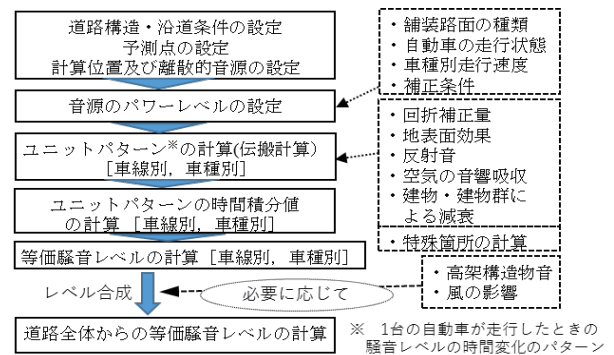 道路構造・沿道条件の設定
予測点の設定
計算位置及び離散的音源の設定
・舗装路面の種類
・自動車の走行状態
・車種別走行速度
・補正条件
音源のパワーレベルの設定
ユニットパターン※の計算(伝搬計算)
[車線別，車種別]
・回折補正量
・地表面効果
・反射音
・空気の音響吸収
・建物・建物群に
よる減衰
・特殊箇所の計算
ユニットパターンの時間積分値
の計算 [車線別，車種別]
等価騒音レベルの計算 [車線別，車種別]
レベル合成
必要に応じて
・高架構造物音
・風の影響
道路全体からの等価騒音レベルの計算
※ 1台の自動車が走行したときの
騒音レベルの時間変化のパターン